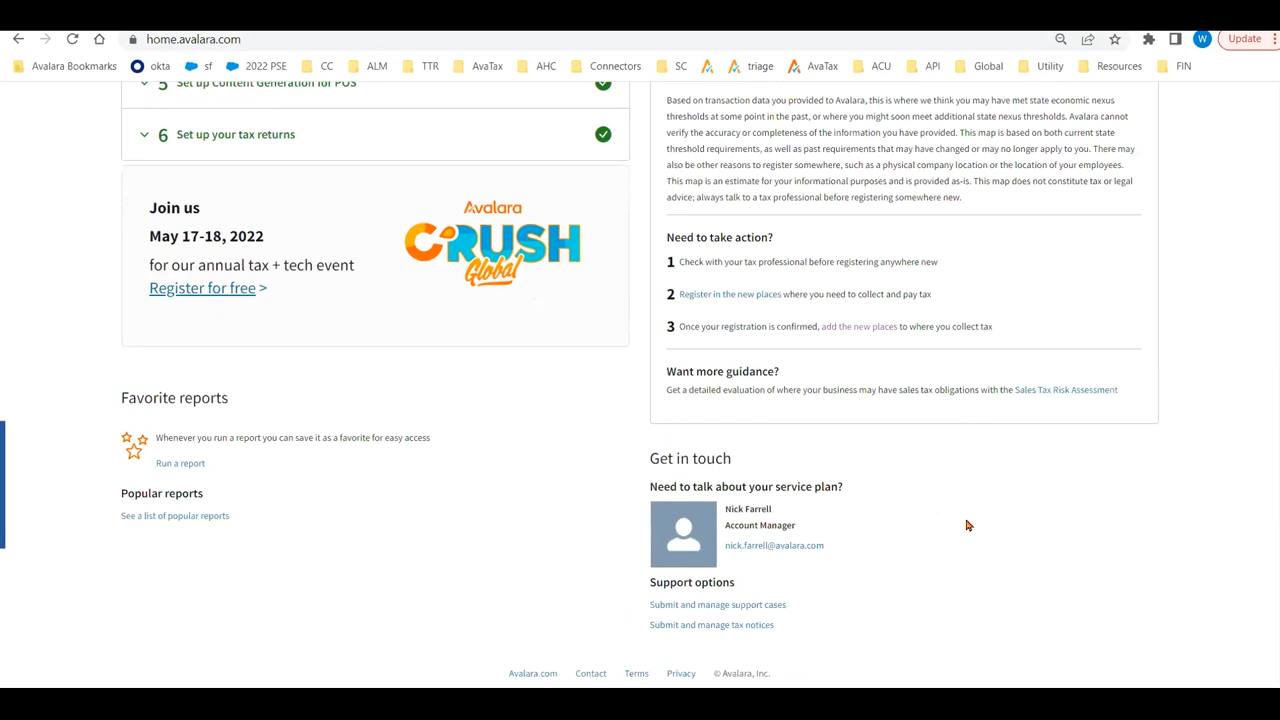 home.avalara.com
W
Update
Avalara Bookmarks
okta
sf
2022 PSE
CC
ALM
TTR
AvaTax
AHC
Connectors
SC
triage
AvaTax
ACU
API
Global
Utility
Resources
FIN
5 Set up Content Generation for POS
6 Set up your tax returns
Join us
May 17-18, 2022
for our annual tax + tech event
Register for free >
Avalara
CRUSH
Global
Favorite reports
Whenever you run a report you can save it as a favorite for easy access
Run a report
Popular reports
See a list of popular reports
Based on transaction data you provided to Avalara, this is where we think you may have met state economic nexus
thresholds at some point in the past, or where you might soon meet additional state nexus thresholds. Avalara cannot
verify the accuracy or completeness of the information you have provided. This map is based on both current state
threshold requirements, as well as past requirements that may have changed or may no longer apply to you. There may
also be other reasons to register somewhere, such as a physical company location or the location of your employees.
This map is an estimate for your informational purposes and is provided as-is. This map does not constitute tax or legal
advice; always talk to a tax professional before registering somewhere new.
Need to take action?
1 Check with your tax professional before registering anywhere new
2 Register in the new places where you need to collect and pay tax
3 Once your registration is confirmed, add the new places to where you collect tax
Want more guidance?
Get a detailed evaluation of where your business may have sales tax obligations with the Sales Tax Risk Assessment
Get in touch
Need to talk about your service plan?
Nick Farrell
Account Manager
nick.farrell@avalara.com
Support options
Submit and manage support cases
Submit and manage tax notices
Avalara.com
Contact
Terms
Privacy
© Avalara, Inc.